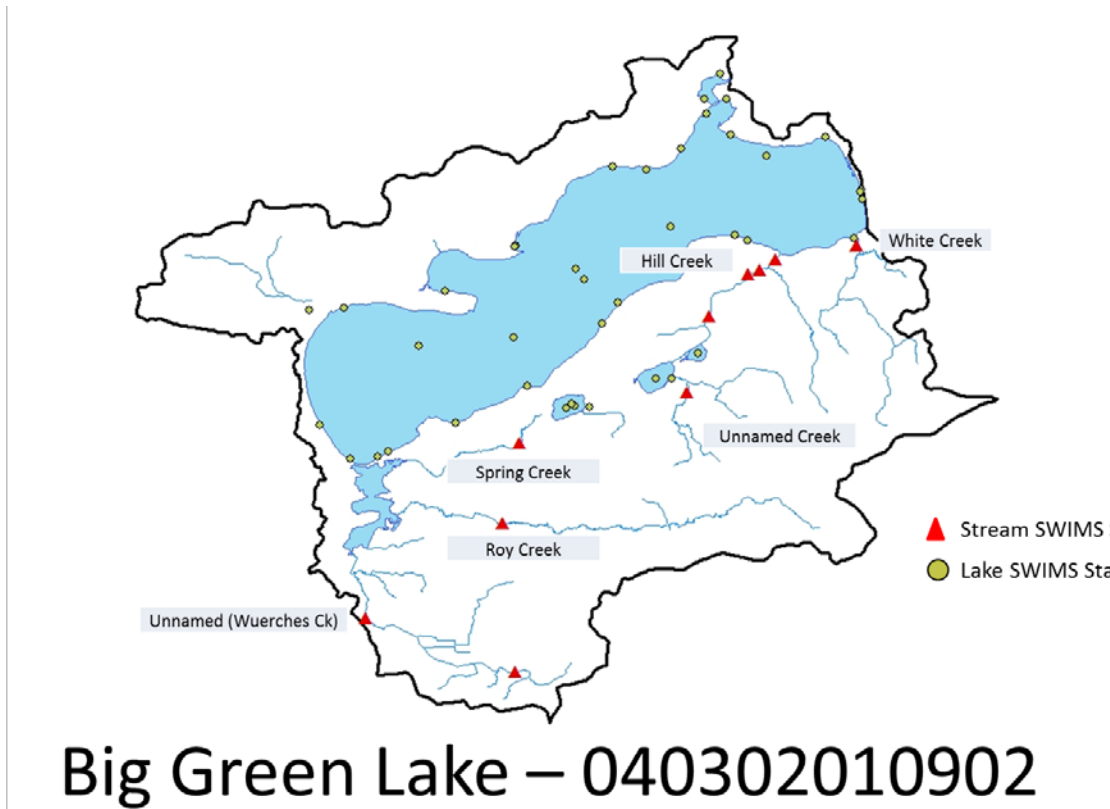 White Creek
Hill Creek
Unnamed Creek
Spring Creek
Stream SWIMS
Roy Creek
Lake SWIMS
Unnamed (Wuerches Ck)
Big Green Lake – 040302010902